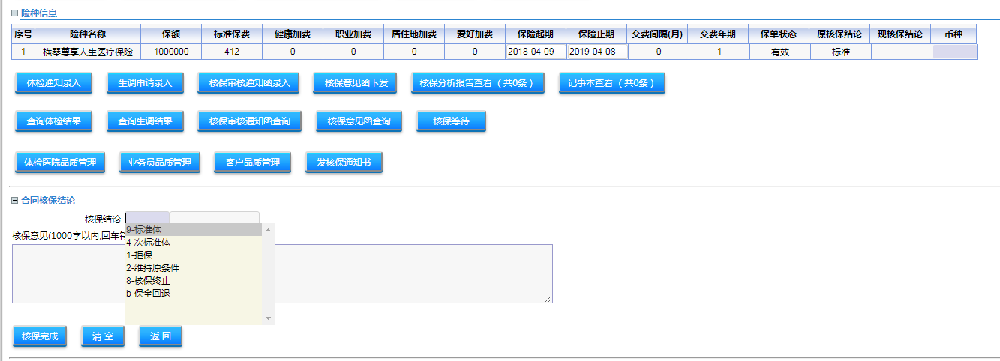 险种信息
序号 险种名称 保额 标准保费 健康加费 职业加费 居住地加费 爱好加费 保险起期 保险止期 交费间隔(月) 交费年期 保单状态 原核保结论 现核保结论 币种
1 横琴尊享人生医疗保险 1000000 412 0 0 0 0 2018-04-09 2019-04-08 0 1 有效 标准
体检通知录入 生调申请录入 核保审核通知函录入 核保意见函下发 核保分析报告查看（共0条） 记事本查看（共0条）
查询体检结果 查询生调结果 核保审核通知函查询 核保意见函查询 核保等待
体检医院品质管理 业务员品质管理 客户品质管理 发核保通知书
合同核保结论
核保结论
9-标准体
核保意见(1000字以内,回车符
4-次标准体
1-拒保
2-维持原条件
8-核保终止
b-保全回退
核保完成 清 空 返 回